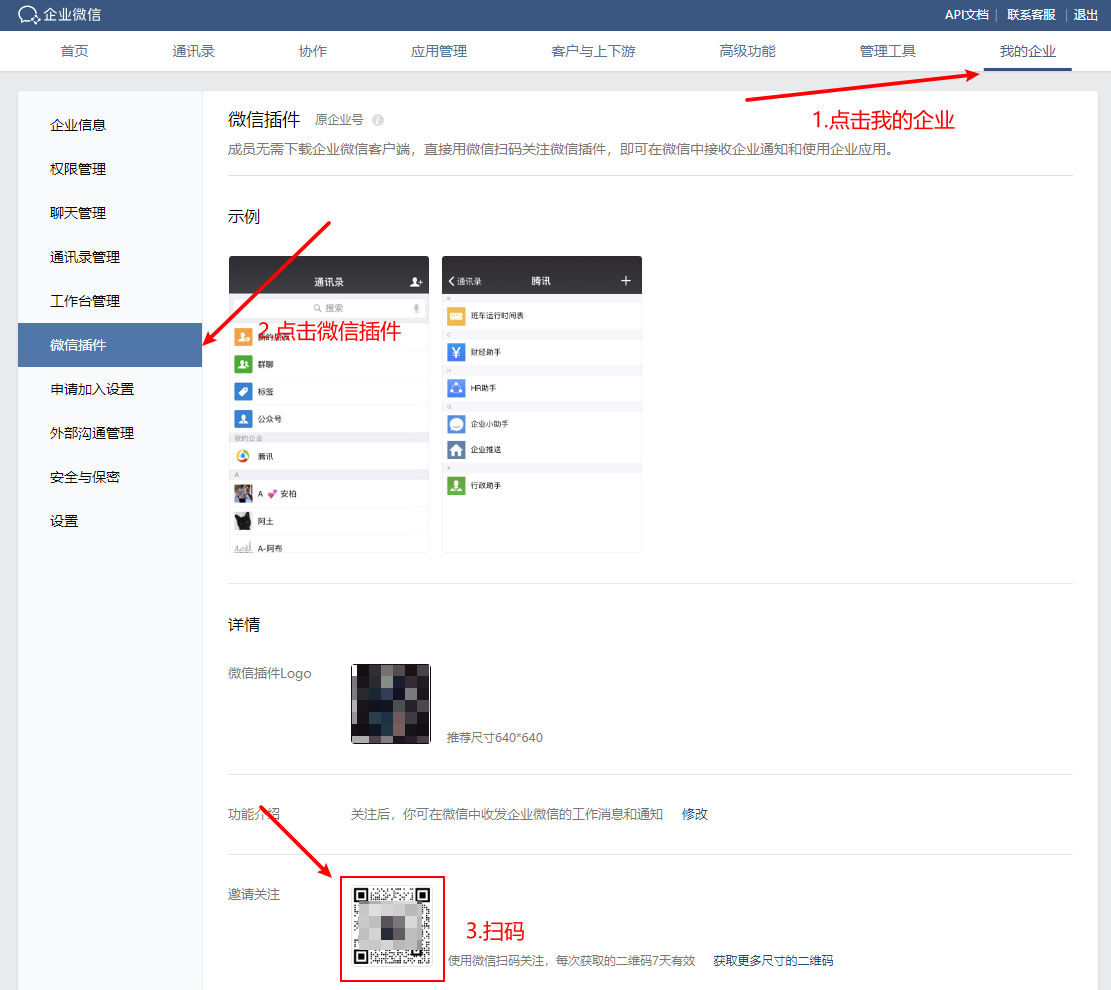 企业微信
API文档 | 联系客服 | 退出
首页 通讯录 协作 应用管理 客户与上下游 高级功能 管理工具 我的企业
1.点击我的企业
企业信息
权限管理
聊天管理
通讯录管理
工作台管理
微信插件
申请加入设置
外部沟通管理
安全与保密
设置
微信插件 原企业号
成员无需下载企业微信客户端，直接用微信扫码关注微信插件，即可在微信中接收企业通知和使用企业应用。
示例
2.点击微信插件
通讯录
搜索
群聊
标签
公众号
我的企业
腾讯
A
A 💕 安柏
阿土
A-阿布
通讯录 腾讯
班车运行时间表
财经助手
HR助手
企业小助手
企业推送
行政助手
详情
微信插件Logo
推荐尺寸640*640
功能介绍 关注后，你可在微信中收发企业微信的工作消息和通知 修改
邀请关注
3.扫码
使用微信扫码关注，每次获取的二维码7天有效 获取更多尺寸的二维码